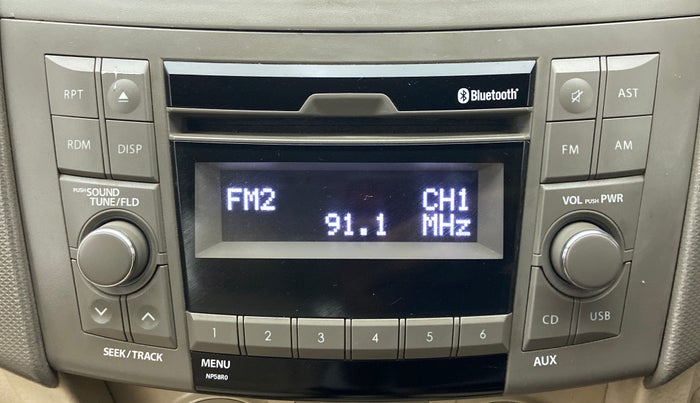 RPT
RDM DISP
PUSH SOUND
TUNE/FLD
SEEK/TRACK
Bluetooth®
FM2 CH1
91.1 MHz
1 2 3 4 5 6
MENU
NP58R0
AST
FM AM
VOL PUSH PWR
CD USB
AUX